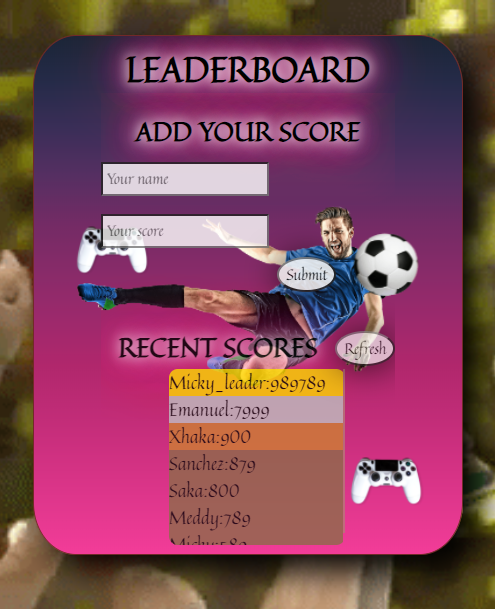 LEADERBOARD
ADD YOUR SCORE
Your name
Your score
Submit
RECENT SCORES
Refresh
Micky_leader:989789
Emanuel:7999
Xhaka:900
Sanchez:879
Saka:800
Meddy:789